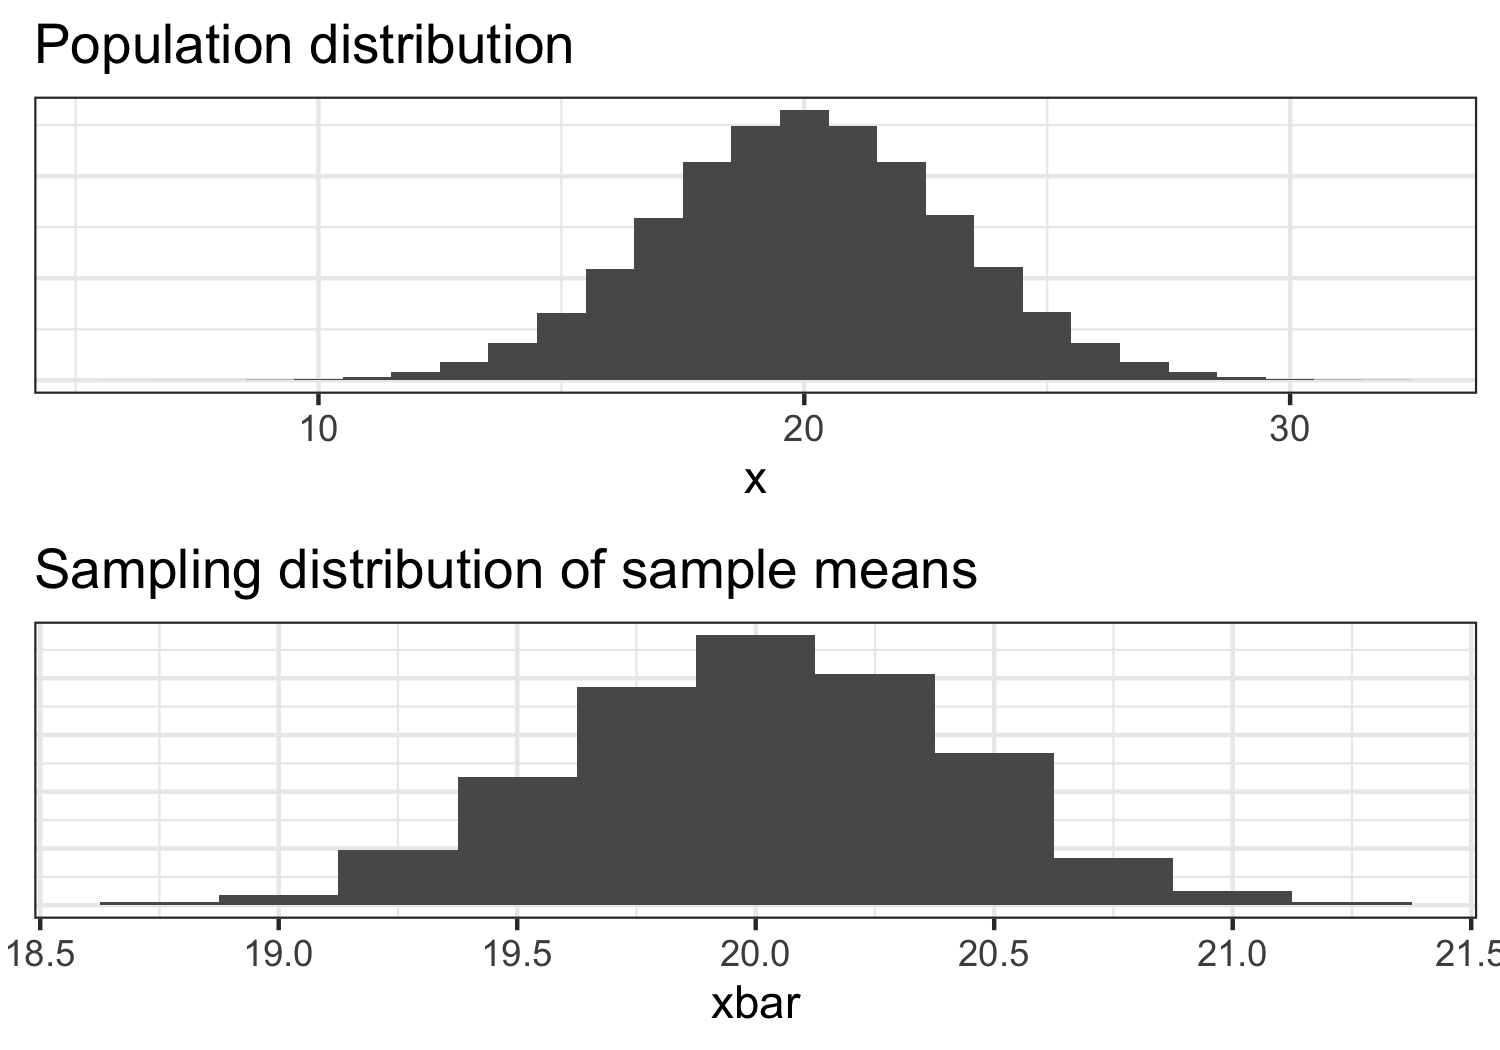 Population distribution
10 20 30
x
Sampling distribution of sample means
18.5 19.0 19.5 20.0 20.5 21.0 21.5
xbar